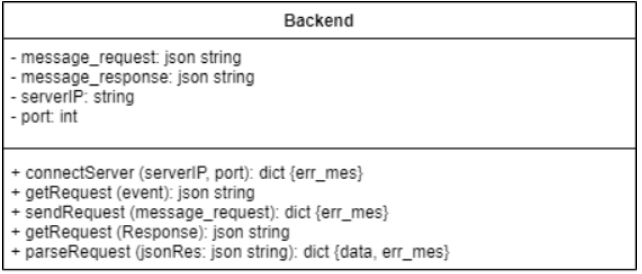 Backend
- message_request: json string
- message_response: json string
- serverIP: string
- port: int
+ connectServer (serverIP, port): dict {err_mes}
+ getRequest (event): json string
+ sendRequest (message_request): dict {err_mes}
+ getRequest (Response): json string
+ parseRequest (jsonRes: json string): dict {data, err_mes}